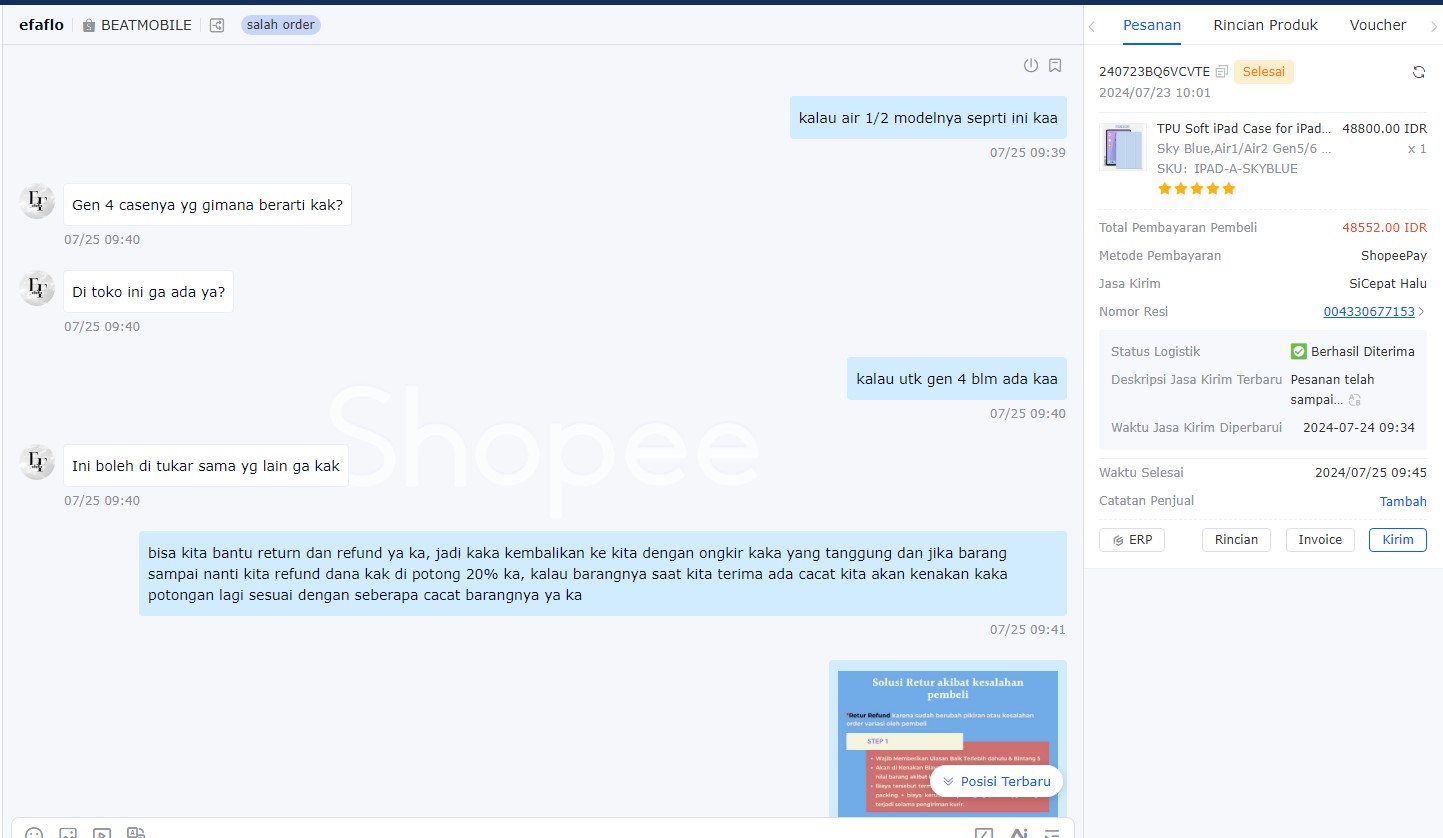 efaflo
BEATMOBILE
salah order
kalau air 1/2 modelnya seprti ini kaa
07/25 09:39
Gen 4 casenya yg gimana berarti kak?
07/25 09:40
Di toko ini ga ada ya?
07/25 09:40
kalau utk gen 4 blm ada kaa
07/25 09:40
Shopee
Ini boleh di tukar sama yg lain ga kak
07/25 09:40
bisa kita bantu return dan refund ya ka, jadi kaka kembalikan ke kita dengan ongkir kaka yang tanggung dan jika barang
sampai nanti kita refund dana kak di potong 20% ka, kalau barangnya saat kita terima ada cacat kita akan kenakan kaka
potongan lagi sesuai dengan seberapa cacat barangnya ya ka
07/25 09:41
Solusi Retur akibat kesalahan
pembeli
*Retur Refund karena sudah berubah pikiran atau kesalahan
order variasi oleh pembeli
STEP 1
• Wajib Memberikan Ulasan Baik Terlebih dahulu & Bintang 5
• Akan di Kenakan
nilai barang akibat
• Biaya tersebut
packing + biaya
terjadi selama pengiriman kurir.
Posisi Terbaru
Pesanan
Rincian Produk
Voucher
240723BQ6VCVTE
Selesai
2024/07/23 10:01
TPU Soft iPad Case for iPad...
48800.00 IDR
Sky Blue,Air1/Air2 Gen5/6 ...
x 1
SKU: IPAD-A-SKYBLUE
Total Pembayaran Pembeli
48552.00 IDR
Metode Pembayaran
ShopeePay
Jasa Kirim
SiCepat Halu
Nomor Resi
004330677153
Status Logistik
Berhasil Diterima
Deskripsi Jasa Kirim Terbaru
Pesanan telah
sampai...
Waktu Jasa Kirim Diperbarui
2024-07-24 09:34
Waktu Selesai
2024/07/25 09:45
Catatan Penjual
Tambah
ERP
Rincian
Invoice
Kirim